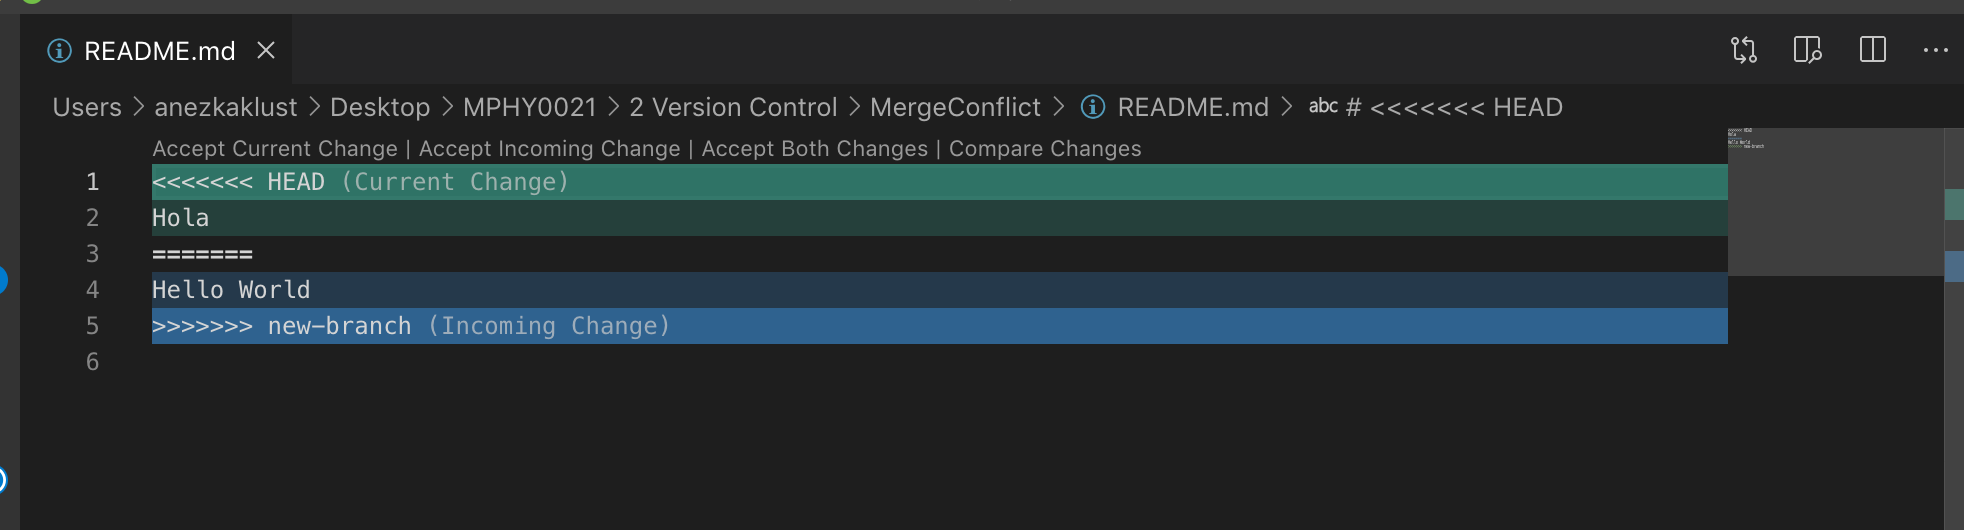 README.md
Users > anezkaklust > Desktop > MPHY0021 > 2 Version Control > MergeConflict > README.md > abc # <<<<<<< HEAD
Accept Current Change | Accept Incoming Change | Accept Both Changes | Compare Changes
1 <<<<<<< HEAD (Current Change)
2 Hola
3 =======
4 Hello World
5 >>>>>>> new-branch (Incoming Change)
6